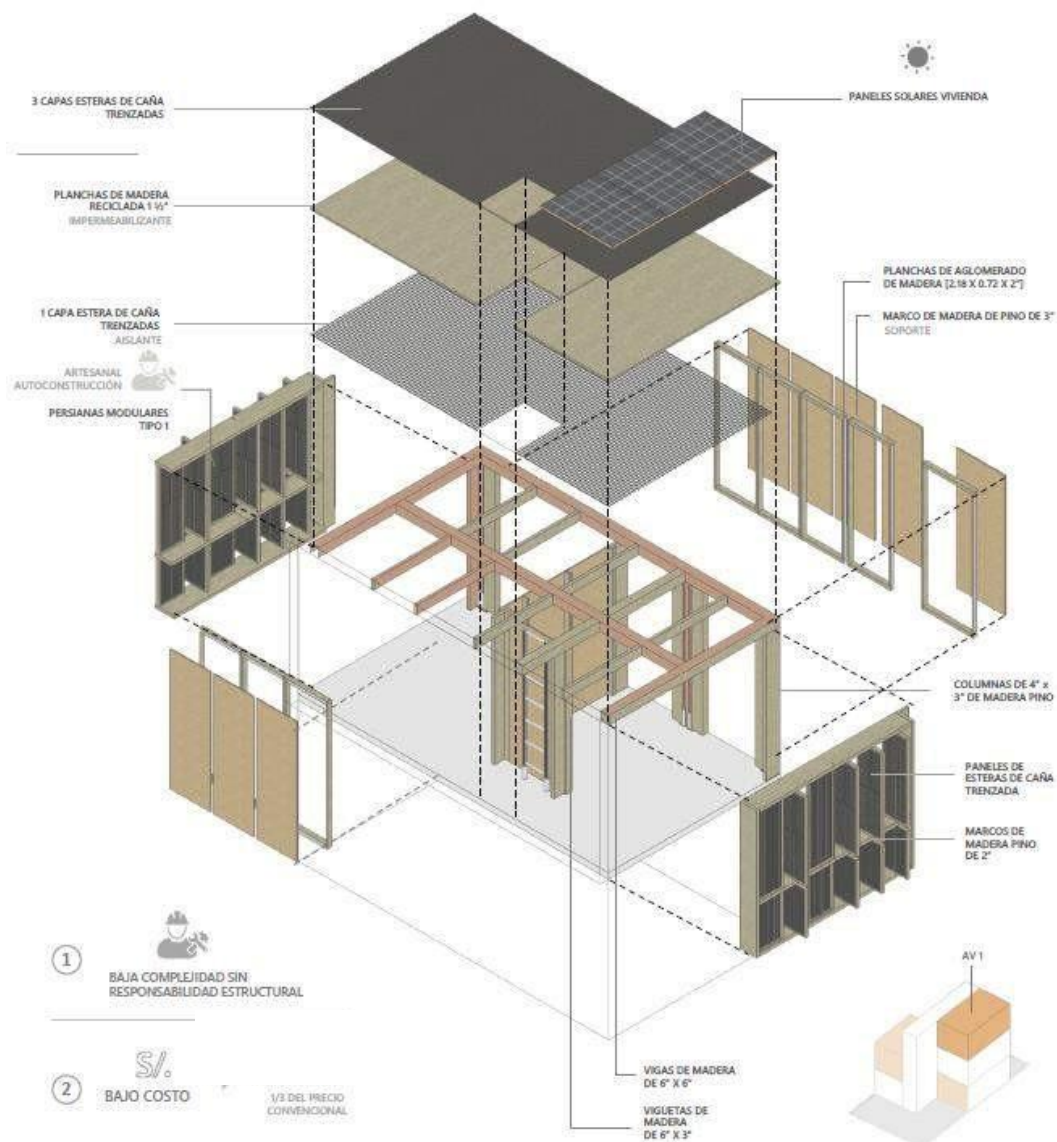 3 CAPAS ESTERAS DE CAÑA
TRENZADAS
PANELES SOLARES VIVIENDA
PLANCHAS DE MADERA
RECICLADA 1 ½"
IMPERMEABILIZANTE
PLANCHAS DE AGLOMERADO
DE MADERA [2.18 X 0.72 X 2"]
MARCO DE MADERA DE PINO DE 3"
SOPORTE
1 CAPA ESTERA DE CAÑA
TRENZADAS
AISLANTE
ARTESANAL
AUTOCONSTRUCCIÓN
PERSIANAS MODULARES
TIPO 1
COLUMNAS DE 4" x
3" DE MADERA PINO
PANELES DE
ESTERAS DE CAÑA
TRENZADA
MARCOS DE
MADERA PINO
DE 2"
1
BAJA COMPLEJIDAD SIN
RESPONSABILIDAD ESTRUCTURAL
AV 1
S/.
2
BAJO COSTO
1/3 DEL PRECIO
CONVENCIONAL
VIGAS DE MADERA
DE 6" X 6"
VIGUETAS DE
MADERA
DE 6" X 3"